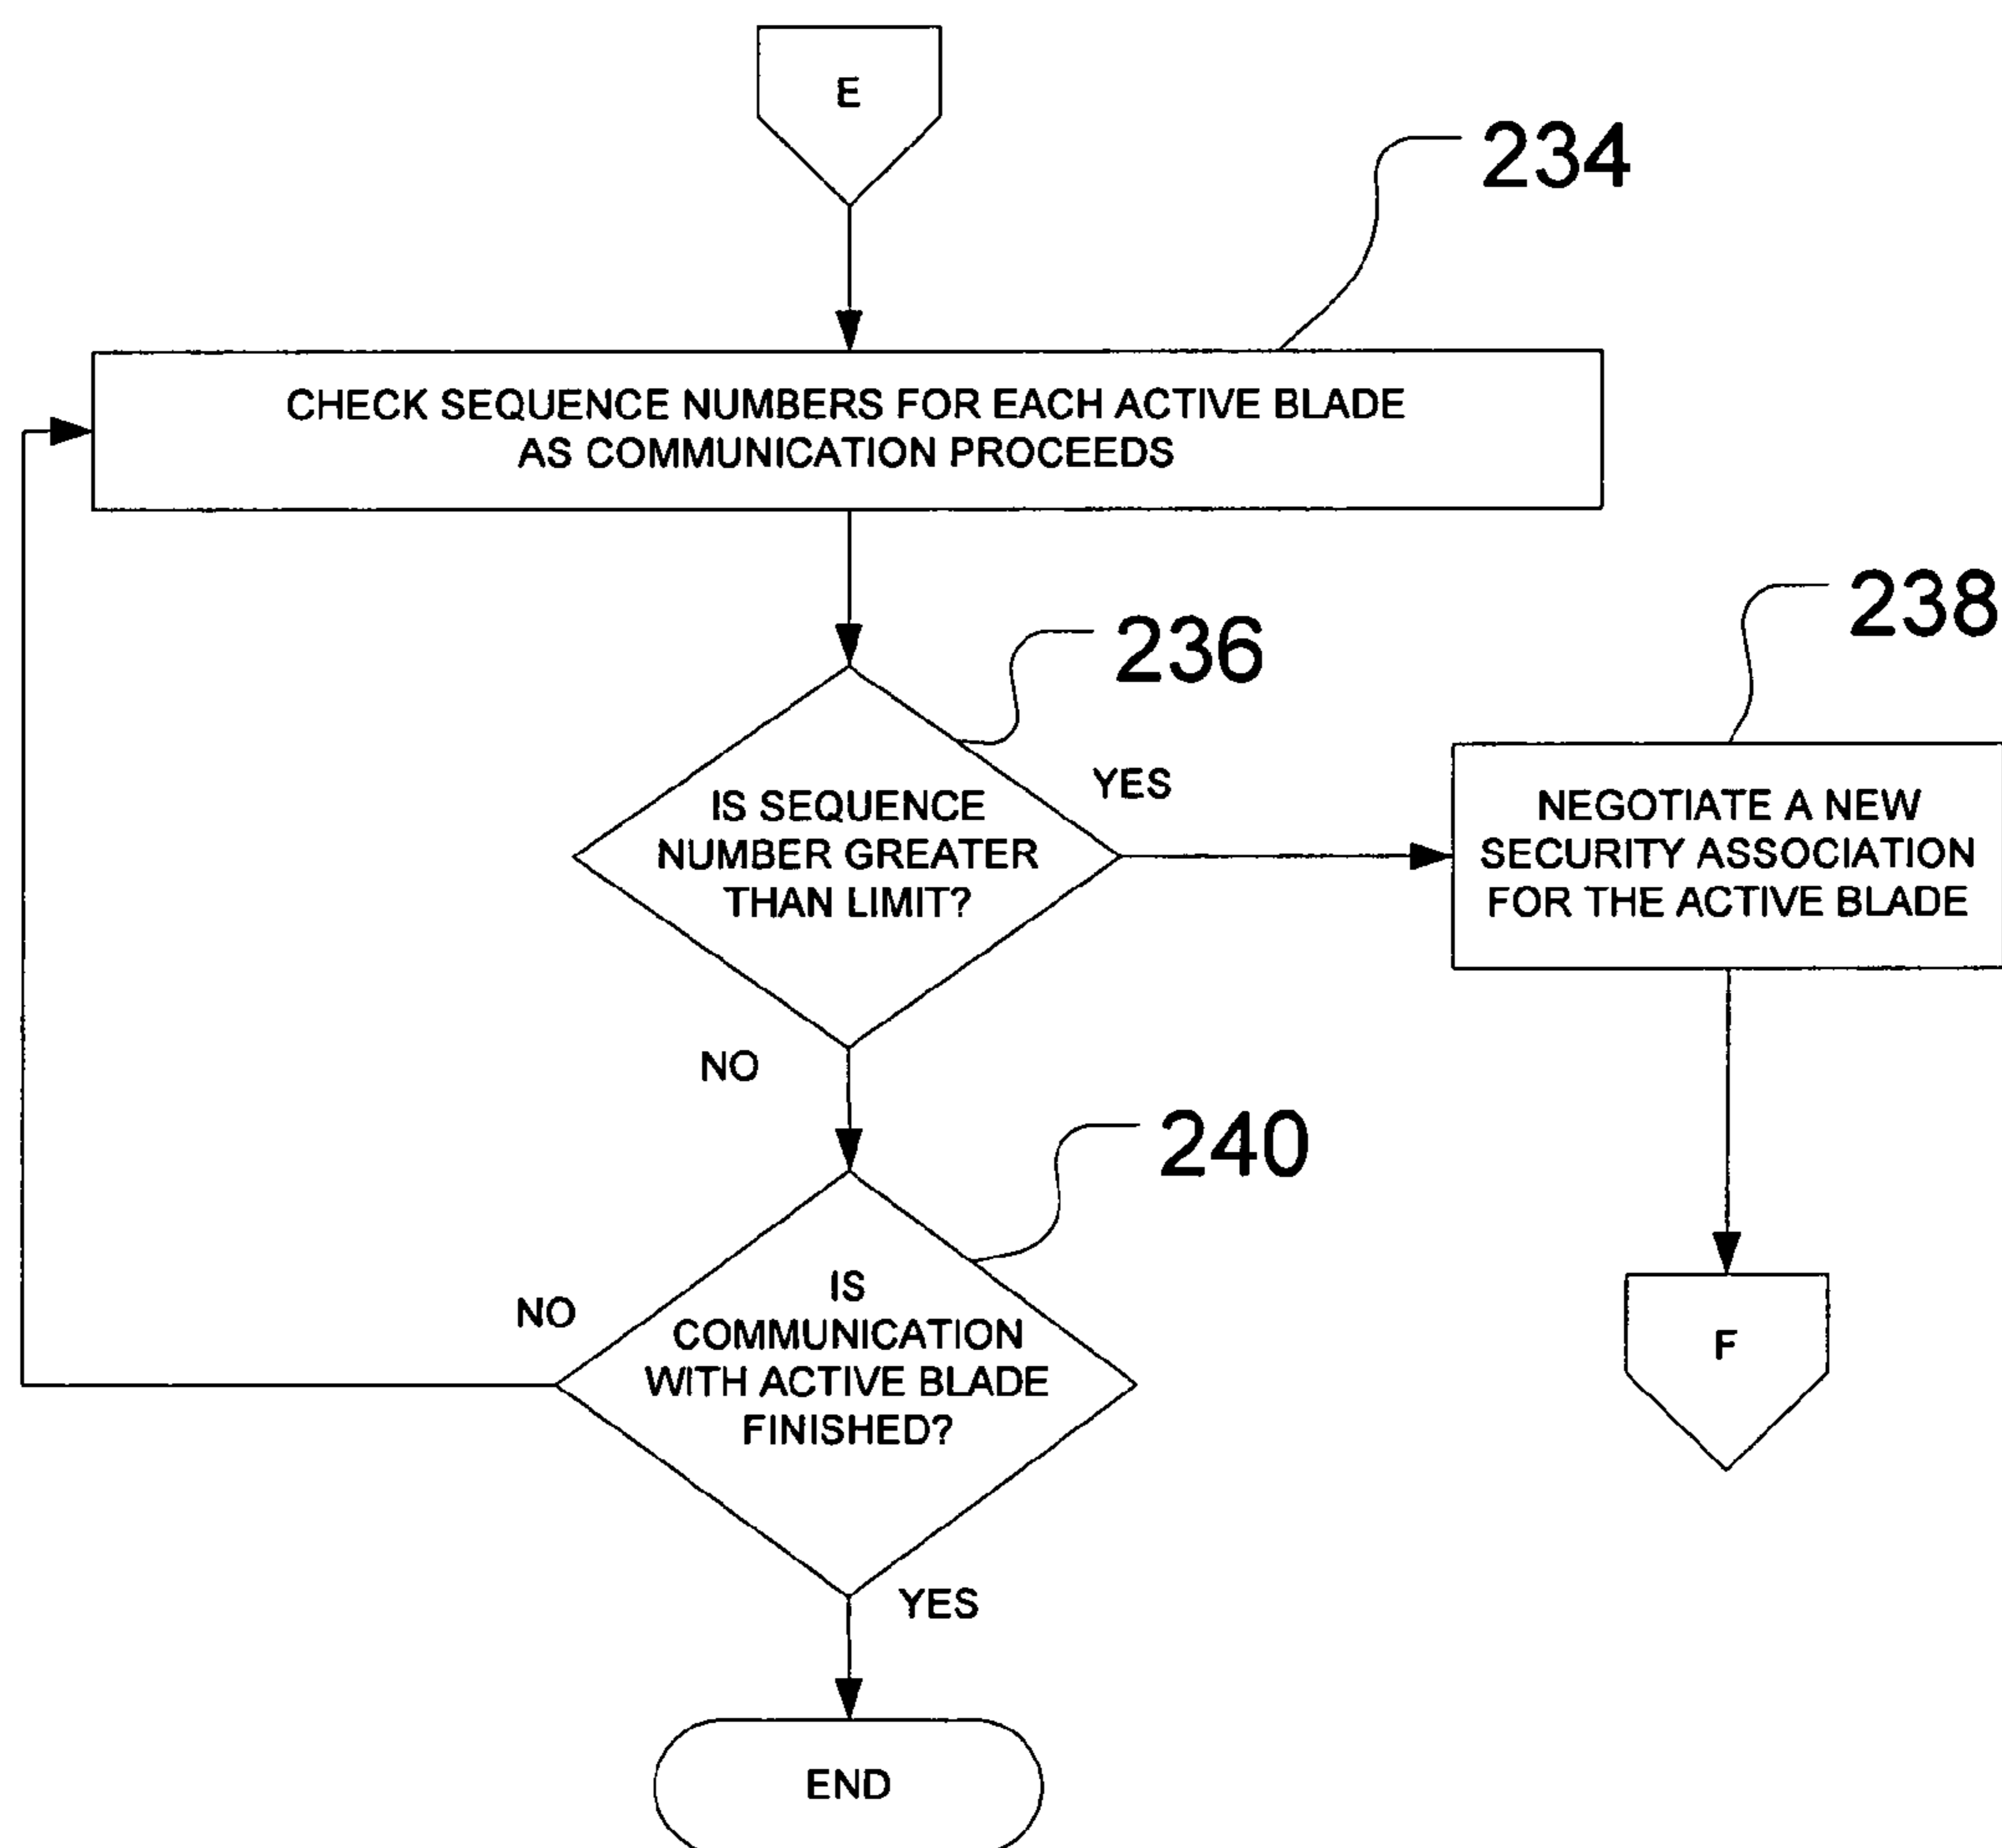 E
234
CHECK SEQUENCE NUMBERS FOR EACH ACTIVE BLADE
AS COMMUNICATION PROCEEDS
236
238
YES
IS SEQUENCE
NUMBER GREATER
THAN LIMIT?
NEGOTIATE A NEW
SECURITY ASSOCIATION
FOR THE ACTIVE BLADE
NO
240
NO
IS
COMMUNICATION
WITH ACTIVE BLADE
FINISHED?
F
YES
END